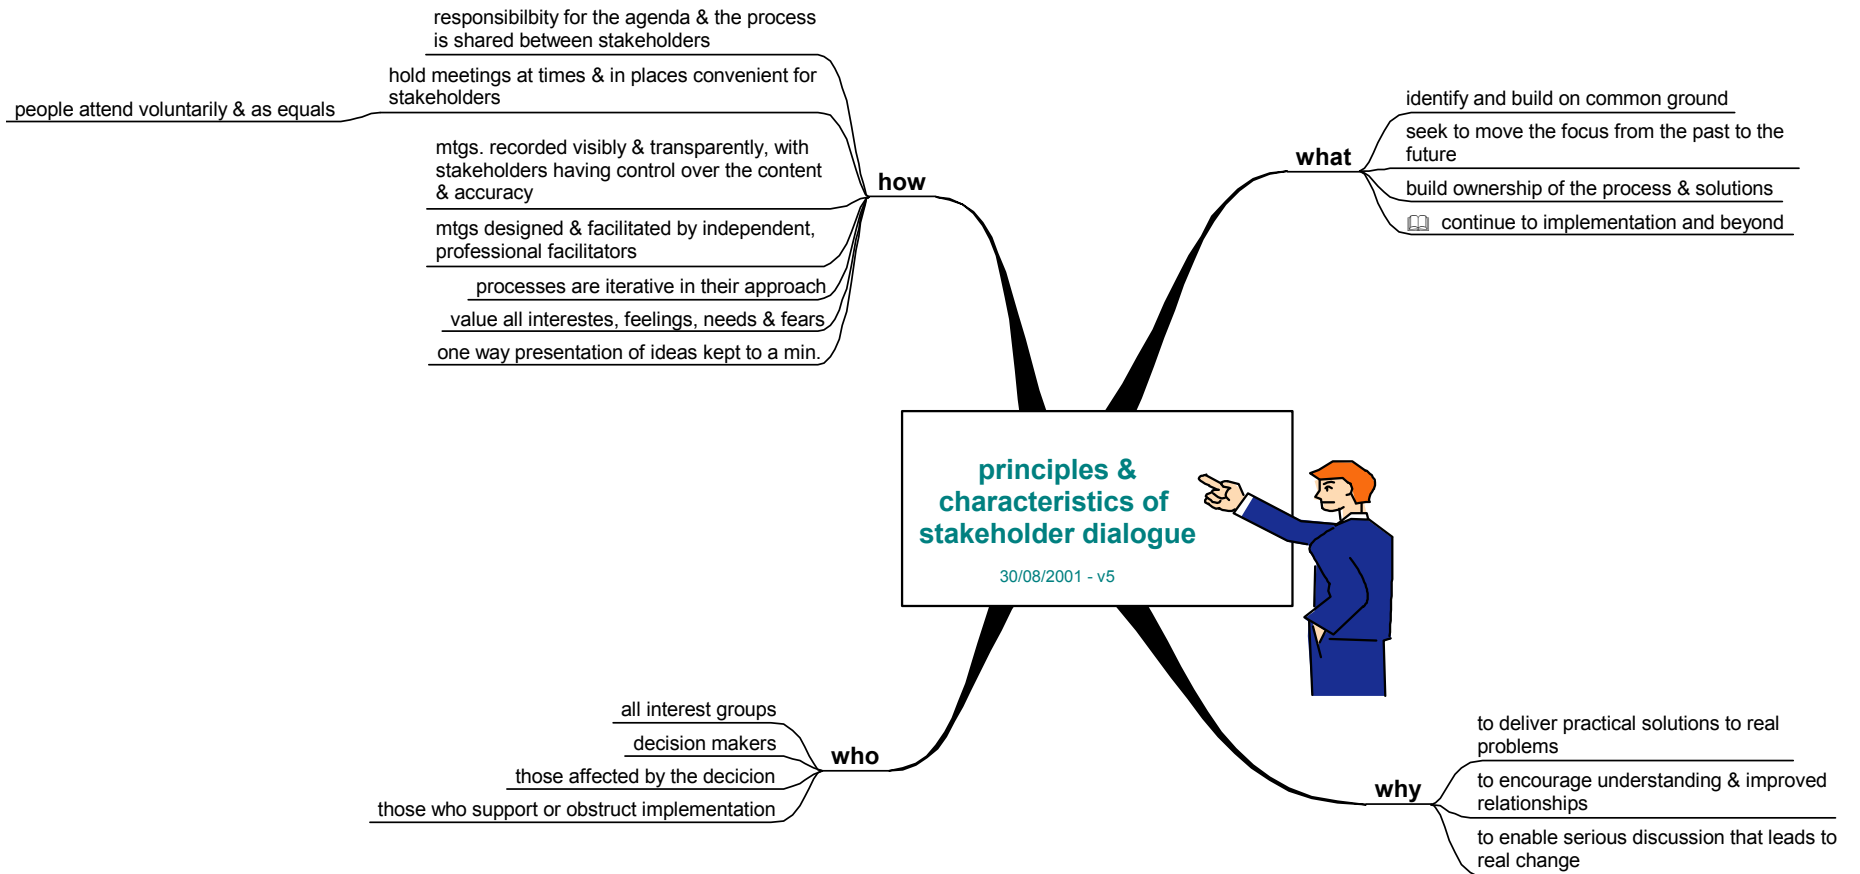 responsibilbity for the agenda & the process
is shared between stakeholders
hold meetings at times & in places convenient for
stakeholders
people attend voluntarily & as equals
mtgs. recorded visibly & transparently, with
stakeholders having control over the content
& accuracy
mtgs designed & facilitated by independent,
professional facilitators
processes are iterative in their approach
value all interestes, feelings, needs & fears
one way presentation of ideas kept to a min.
how
what
identify and build on common ground
seek to move the focus from the past to the
future
build ownership of the process & solutions
continue to implementation and beyond
principles &
characteristics of
stakeholder dialogue
30/08/2001 - v5
all interest groups
decision makers
those affected by the decicion
those who support or obstruct implementation
who
why
to deliver practical solutions to real
problems
to encourage understanding & improved
relationships
to enable serious discussion that leads to
real change